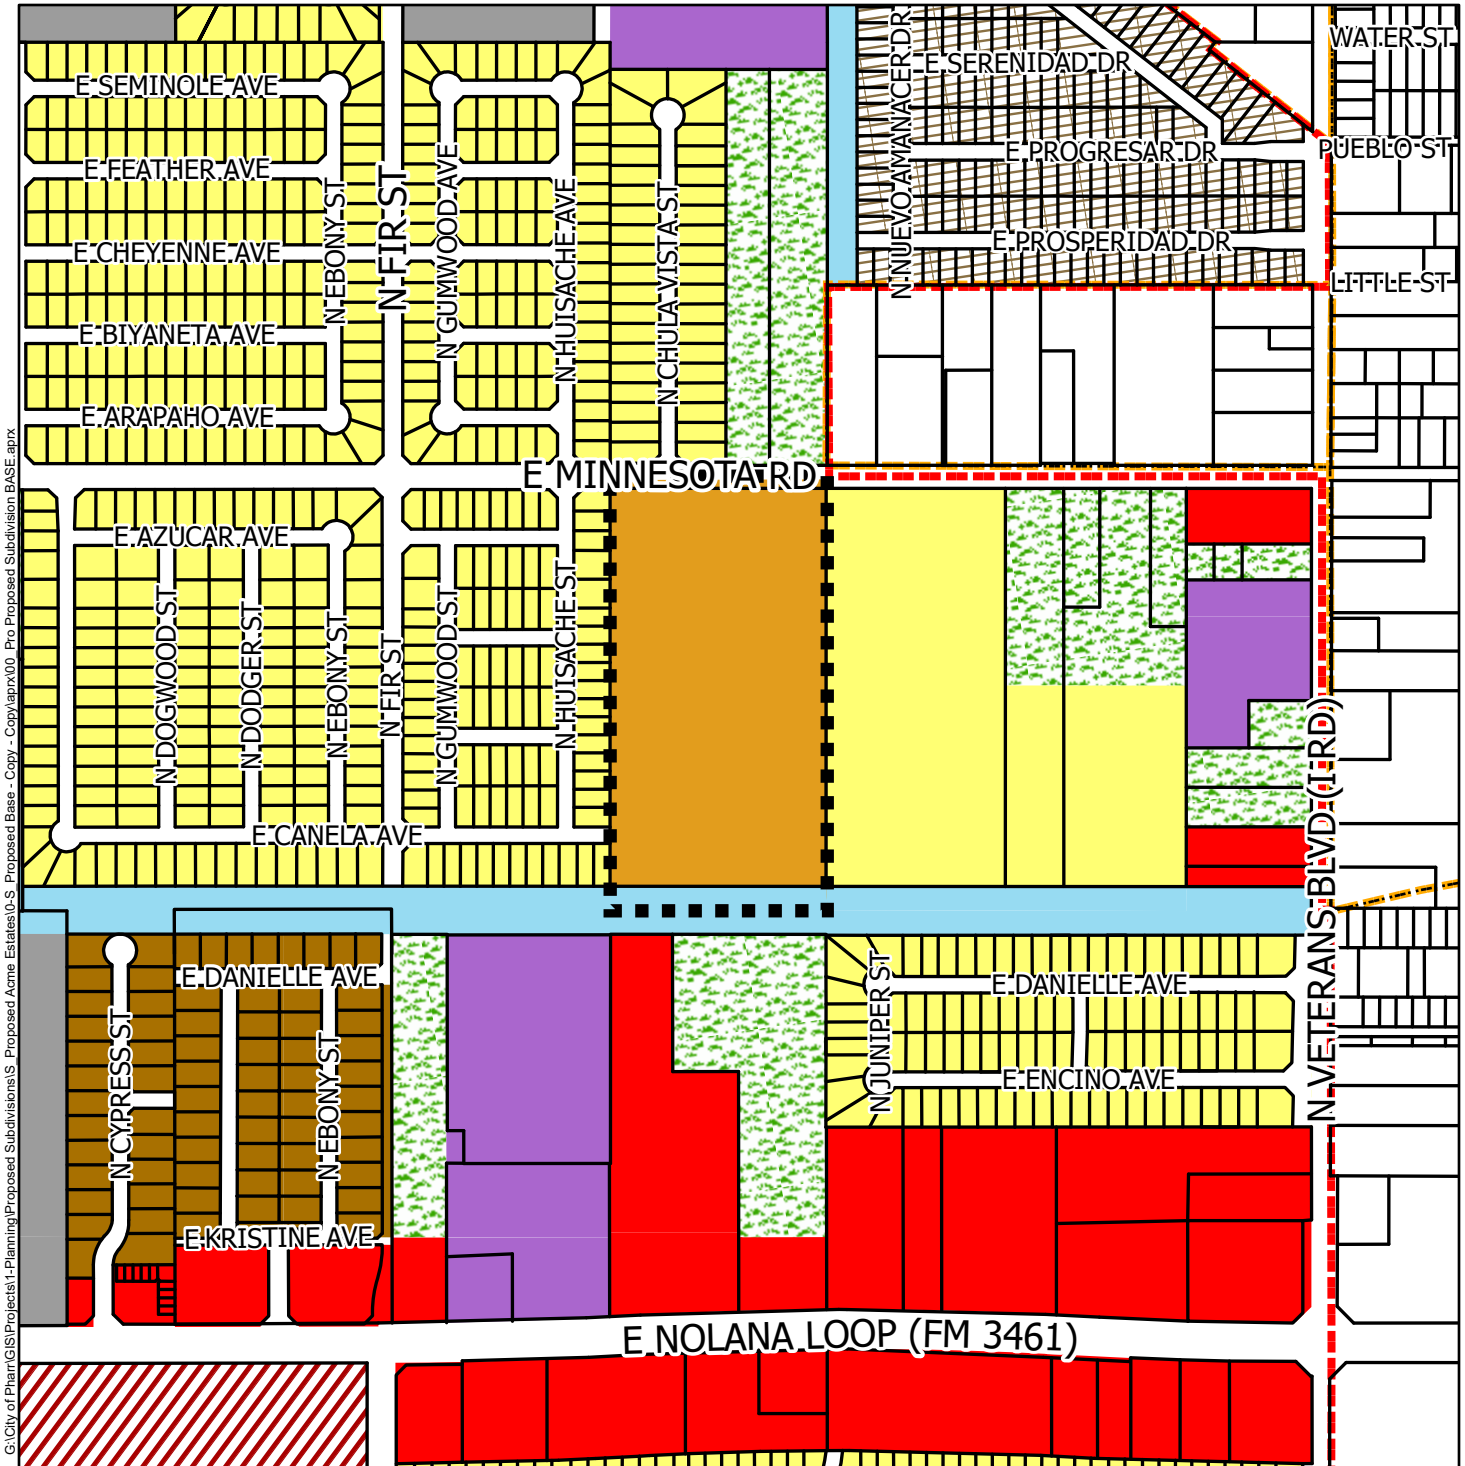 WATER ST
E SERENIDAD DR
E SEMINOLE AVE
N NUEVO AMANACER DR
PUEBLO ST
E PROGRESAR DR
E FEATHER AVE
N EBONY ST
N FIR ST
N GUMWOOD AVE
N HUISACHE AVE
N CHULA VISTA ST
E PROSPERIDAD DR
E CHEYENNE AVE
LITTLE ST
E BIYANETA AVE
E ARAPAHO AVE
E MINNESOTA RD
E AZUCAR AVE
N DOGWOOD ST
N DODGER ST
N EBONY ST
N FIR ST
N GUMWOOD ST
N HUISACHE ST
N VETERANS BLVD (I RD)
E CANELA AVE
E DANIELLE AVE
N JUNIPER ST
E DANIELLE AVE
N CYPRESS ST
N EBONY ST
E ENCINO AVE
E KRISTINE AVE
E NOLANA LOOP (FM 3461)
G:\City of Pharr\GIS\Projects\1-Planning\Proposed Subdivisions\S_Proposed Acme Estates\0-S_Proposed Base - Copy - Copy\aprx\00_Pro Proposed Subdivision BASE.aprx